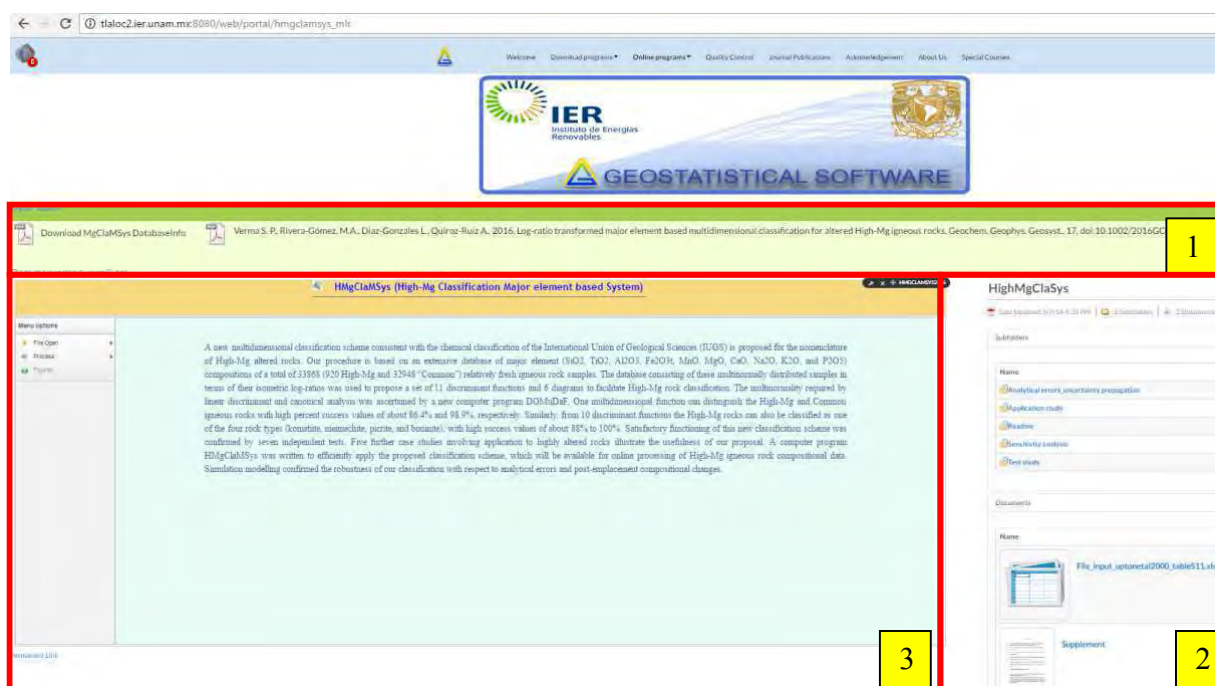 tlaloc2.ier.unam.mx:8080/web/portal/hmgclamsys_mlr
Welcome Download programs Online programs Quality Control Journal Publications Acknowledgement About Us Special Courses
IER
Instituto de Energías
Renovables
GEOSTATISTICAL SOFTWARE
Download MgClaMSys DatabaseInfo
Verma S. P., Rivera-Gómez, M.A., Díaz-González L., Quiroz-Ruiz A., 2016. Log-ratio transformed major element based multidimensional classification for altered High-Mg igneous rocks. Geochem. Geophys. Geosyst., 17, doi:10.1002/2016GC
1
HMgClaMSys (High-Mg Classification Major element based System)
Menu options
File Open
Process
A new multidimensional classification scheme consistent with the chemical classification of the International Union of Geological Sciences (IUGS) is proposed for the nomenclature
of High-Mg altered rocks. Our procedure is based on an extensive database of major element (SiO2, TiO2, Al2O3, Fe2O3t, MnO, MgO, CaO, Na2O, K2O, and P2O5)
compositions of a total of 33868 (920 High-Mg and 32948 "Common") relatively fresh igneous rock samples. The database consisting of these multinormally distributed samples in
terms of their isometric log-ratios was used to propose a set of 11 discriminant functions and 6 diagrams to facilitate High-Mg rock classification. The multinormality required by
linear discriminant and canonical analysis was ascertained by a new computer program DOMuDaF. One multidimensional function can distinguish the High-Mg and Common
igneous rocks with high percent success values of about 86.4% and 98.9%, respectively. Similarly, from 10 discriminant functions the High-Mg rocks can also be classified as one
of the four rock types (komatiite, meimechite, picrite, and boninite), with high success values of about 88% to 100%. Satisfactory functioning of this new classification scheme was
confirmed by seven independent tests. Five further case studies involving application to highly altered rocks illustrate the usefulness of our proposal. A computer program
HMgClaMSys was written to efficiently apply the proposed classification scheme, which will be available for online processing of High-Mg igneous rock compositional data.
Simulation modelling confirmed the robustness of our classification with respect to analytical errors and post-emplacement compositional changes.
Permanent Link
3
HighMgClaSys
Subfolders
Name
Analytical errors_uncertainty propagation
Application study
Readme
Sensitivity analysis
Test study
Documents
Name
File_input_uptonetal2000_table511.xls
Supplement
2